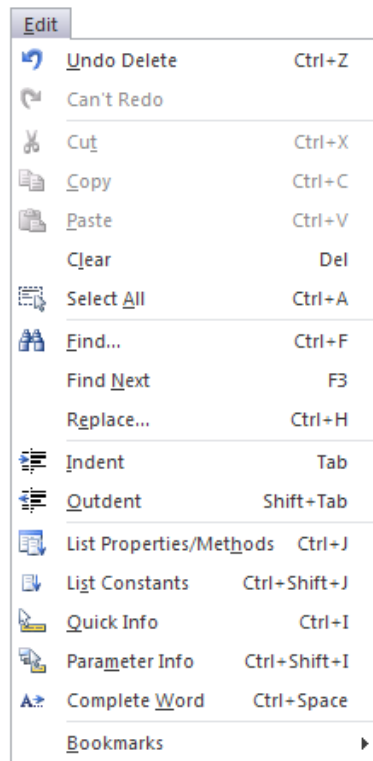 Edit
Undo Delete Ctrl+Z
Can't Redo
Cut Ctrl+X
Copy Ctrl+C
Paste Ctrl+V
Clear Del
Select All Ctrl+A
Find... Ctrl+F
Find Next F3
Replace... Ctrl+H
Indent Tab
Outdent Shift+Tab
List Properties/Methods Ctrl+J
List Constants Ctrl+Shift+J
Quick Info Ctrl+I
Parameter Info Ctrl+Shift+I
Complete Word Ctrl+Space
Bookmarks